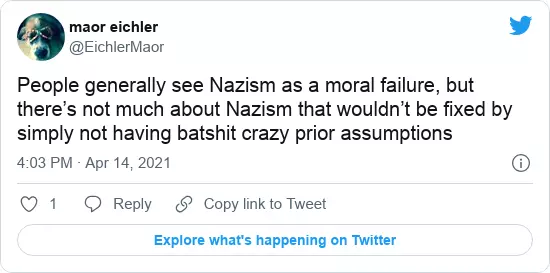 maor eichler
@EichlerMaor
People generally see Nazism as a moral failure, but
there’s not much about Nazism that wouldn’t be fixed by
simply not having batshit crazy prior assumptions
4:03 PM · Apr 14, 2021
1 Reply Copy link to Tweet
Explore what's happening on Twitter